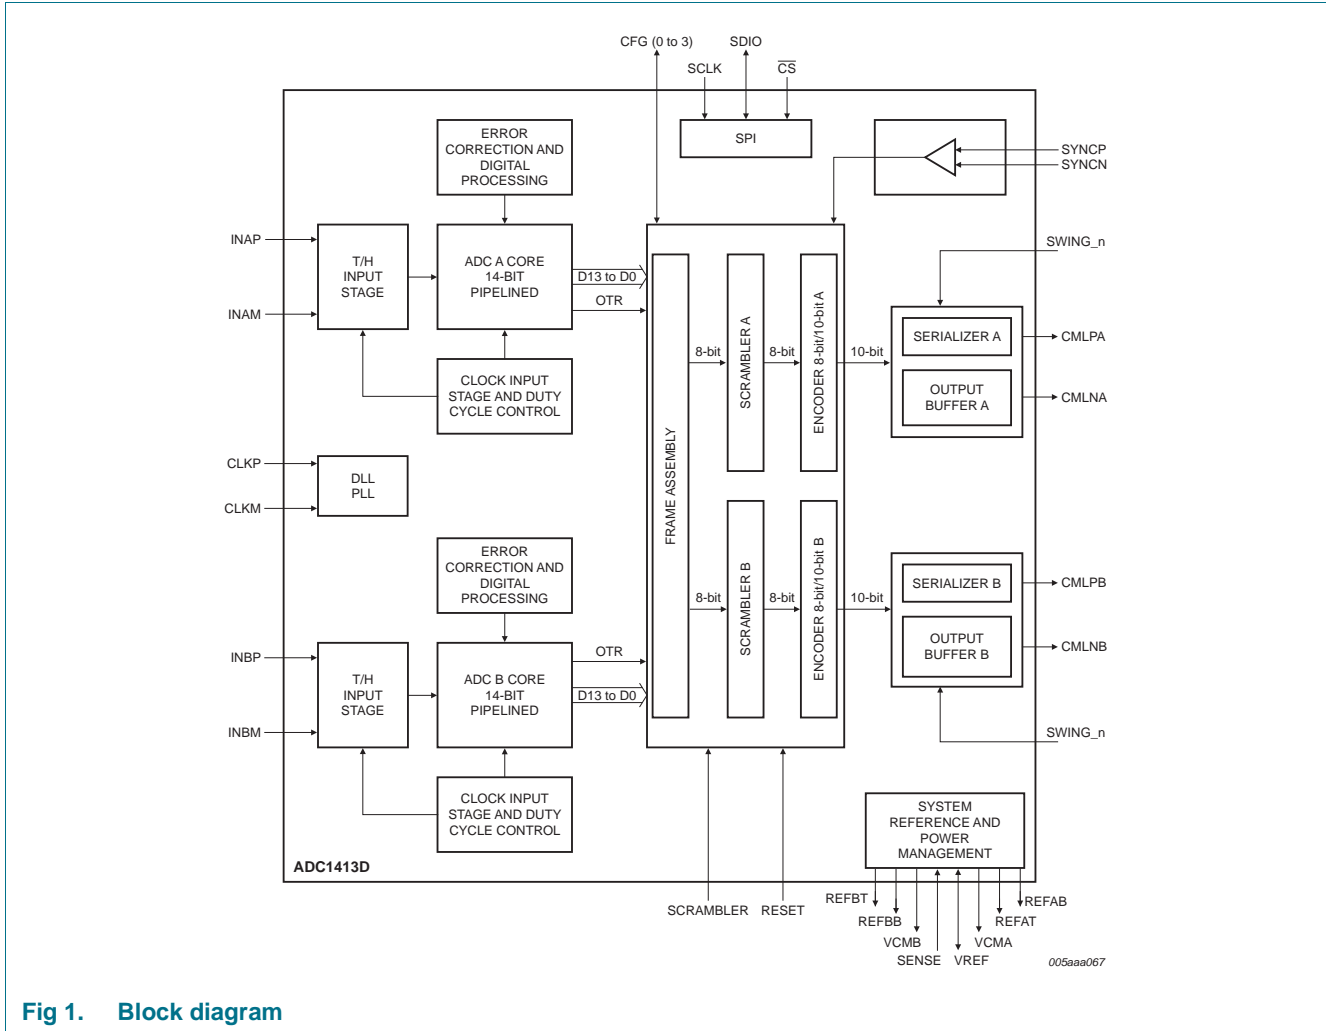 CFG (0 to 3)
SDIO
SCLK
CS
SPI
SYNCP
SYNCN
ERROR
CORRECTION AND
DIGITAL
PROCESSING
INAP
INAM
T/H
INPUT
STAGE
ADC A CORE
14-BIT
PIPELINED
D13 to D0
OTR
CLOCK INPUT
STAGE AND DUTY
CYCLE CONTROL
FRAME ASSEMBLY
8-bit
SCRAMBLER A
8-bit
ENCODER 8-bit/10-bit A
10-bit
SWING_n
SERIALIZER A
OUTPUT
BUFFER A
CMLPA
CMLNA
CLKP
CLKM
DLL
PLL
ERROR
CORRECTION AND
DIGITAL
PROCESSING
INBP
INBM
T/H
INPUT
STAGE
ADC B CORE
14-BIT
PIPELINED
OTR
D13 to D0
CLOCK INPUT
STAGE AND DUTY
CYCLE CONTROL
8-bit
SCRAMBLER B
8-bit
ENCODER 8-bit/10-bit B
10-bit
SERIALIZER B
OUTPUT
BUFFER B
CMLPB
CMLNB
SWING_n
SYSTEM
REFERENCE AND
POWER
MANAGEMENT
ADC1413D
SCRAMBLER
RESET
REFBT
REFBB
VCMB
SENSE
VREF
VCMA
REFAT
REFAB
005aaa067
Fig 1. Block diagram